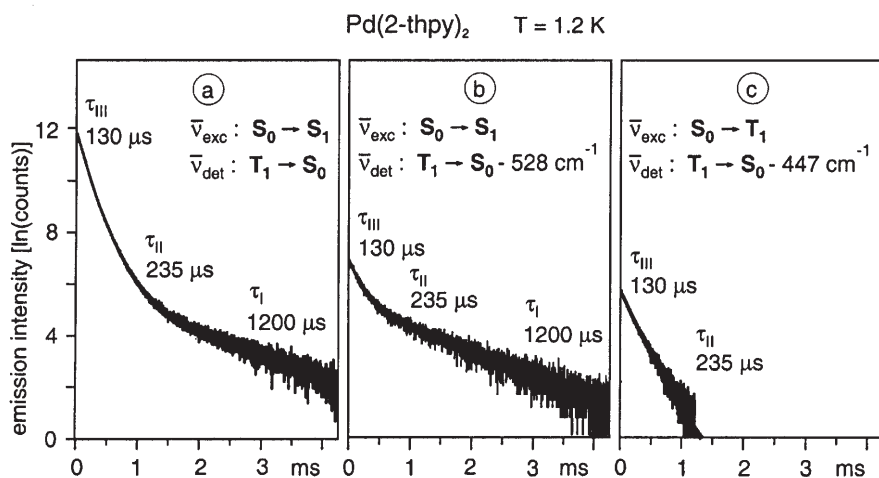 Pd(2-thpy)₂ T = 1.2 K
emission intensity [ln(counts)]
12
8
4
0
a
τIII
130 μs
ν̄exc : S₀ → S₁
ν̄det : T₁ → S₀
τII
235 μs
τI
1200 μs
0 1 2 3 ms
b
ν̄exc : S₀ → S₁
ν̄det : T₁ → S₀ - 528 cm⁻¹
τIII
130 μs
τII
235 μs
τI
1200 μs
0 1 2 3 ms
c
ν̄exc : S₀ → T₁
ν̄det : T₁ → S₀ - 447 cm⁻¹
τIII
130 μs
τII
235 μs
0 1 2 3 ms